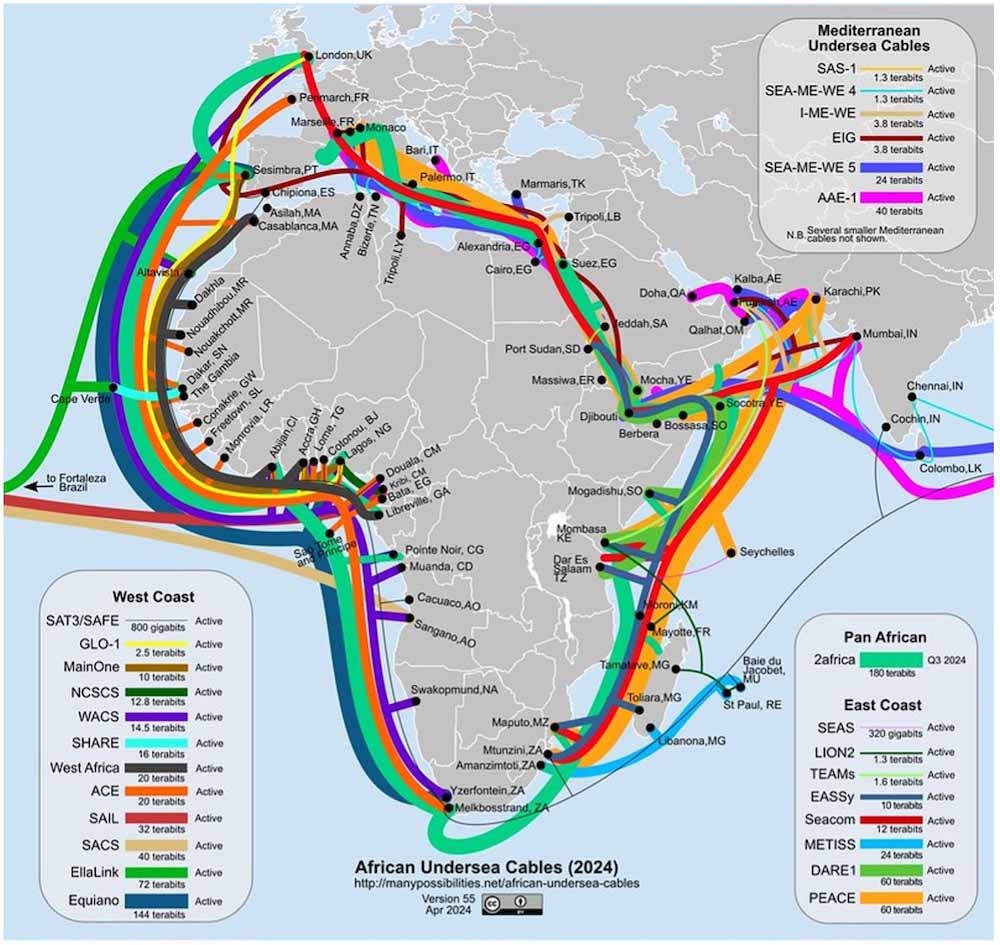 Mediterranean
Undersea Cables
SAS-1 Active
1.3 terabits
SEA-ME-WE 4 Active
1.3 terabits
I-ME-WE Active
3.8 terabits
EIG Active
3.8 terabits
SEA-ME-WE 5 Active
24 terabits
AAE-1 Active
40 terabits
N.B. Several smaller Mediterranean
cables not shown.
London,UK
Penmarch,FR
Marseille,FR
Monaco
Bari,IT
Sesimbra,PT
Palermo,IT
Marmaris,TK
Chipiona,ES
Asilah,MA
Casablanca,MA
Annaba,DZ
Bizerte,TN
Tripoli,LY
Tripoli,LB
Alexandria,EG
Cairo,EG
Suez,EG
Altavista
Dakhla
Nouadhibou,MR
Nouakchott,MR
Doha,QA
Kalba,AE
Fujairah,AE
Karachi,PK
Qalhat,OM
Jeddah,SA
Mumbai,IN
Port Sudan,SD
Dakar, SN
The Gambia
Massiwa,ER
Mocha,YE
Chennai,IN
Cape Verde
Conakrie, GW
Freetown, SL
Monrovia, LR
Abijan,CI
Accra,GH
Lome, TG
Cotonou, BJ
Lagos, NG
Djibouti
Berbera
Bossasa,SO
Socotra,YE
Cochin,IN
Colombo,LK
Douala, CM
Kribi, CM
Bata, EG
Libreville, GA
to Fortaleza
Brazil
Mogadishu,SO
Sao Tome
and Principe
Pointe Noir, CG
Muanda, CD
Mombasa
KE
Dar Es
Salaam
TZ
Seychelles
Cacuaco,AO
Sangano,AO
Moroni,KM
Mayotte,FR
Tamatave,MG
Baie du
Jacobet,
MU
St Paul, RE
Swakopmund,NA
Toliara,MG
Maputo,MZ
Libanona,MG
Mtunzini,ZA
Amanzimtoti,ZA
Yzerfontein,ZA
Melkbosstrand, ZA
West Coast
SAT3/SAFE Active
800 gigabits
GLO-1 Active
2.5 terabits
MainOne Active
10 terabits
NCSCS Active
12.8 terabits
WACS Active
14.5 terabits
SHARE Active
16 terabits
West Africa Active
20 terabits
ACE Active
20 terabits
SAIL Active
32 terabits
SACS Active
40 terabits
EllaLink Active
72 terabits
Equiano Active
144 terabits
Pan African
2africa Q3 2024
180 terabits
East Coast
SEAS Active
320 gigabits
LION2 Active
1.3 terabits
TEAMs Active
1.6 terabits
EASSy Active
10 terabits
Seacom Active
12 terabits
METISS Active
24 terabits
DARE1 Active
60 terabits
PEACE Active
60 terabits
African Undersea Cables (2024)
http://manypossibilities.net/african-undersea-cables
Version 55
Apr 2024
cc
BY